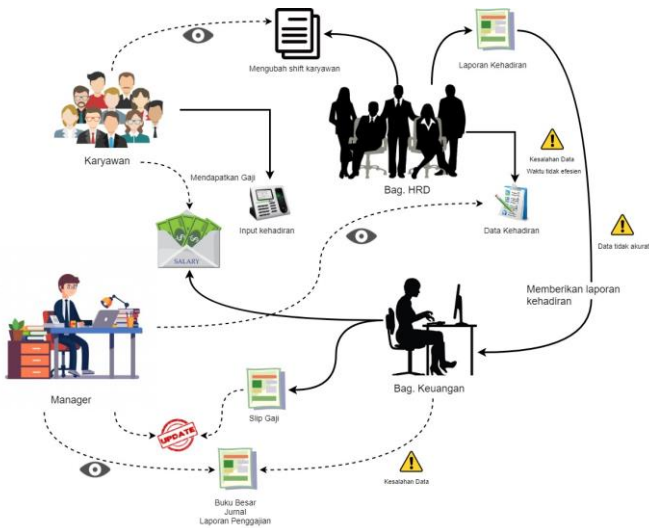 Mengubah shift karyawan
Laporan Kehadiran
Karyawan
Kesalahan Data
Waktu tidak efesien
Mendapatkan Gaji
Bag. HRD
Input kehadiran
Data Kehadiran
Data tidak akurat
SALARY
Memberikan laporan
kehadiran
Manager
Bag. Keuangan
Slip Gaji
UPDATE
Kesalahan Data
Buku Besar
Jurnal
Laporan Penggajian